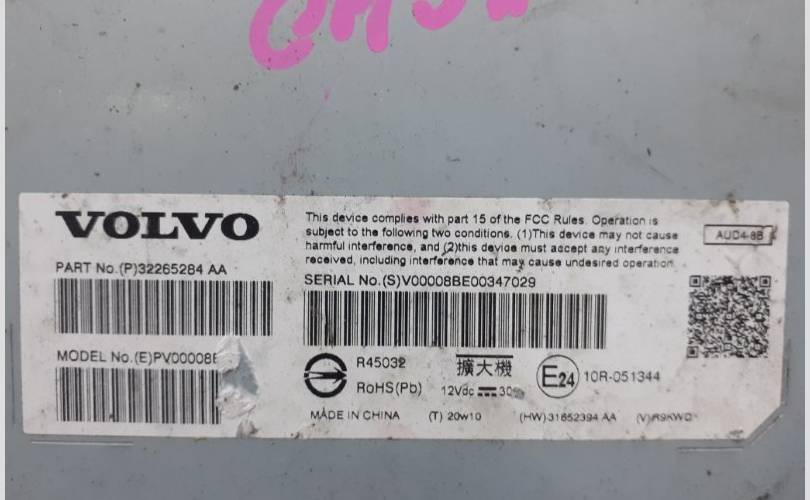 VOLVO
This device complies with part 15 of the FCC Rules. Operation is
subject to the following two conditions. (1)This device may not cause
harmful interference, and (2)this device must accept any interference
received, including interference that may cause undesired operation.
AUD4-8B
PART No.(P)32265284 AA
SERIAL No.(S)V00008BE00347029
MODEL No.(E)PV00008
R45032
RoHS(Pb)
擴大機
12Vdc
E24
10R-051344
MADE IN CHINA
(T) 20w10
(HW)31652394 AA